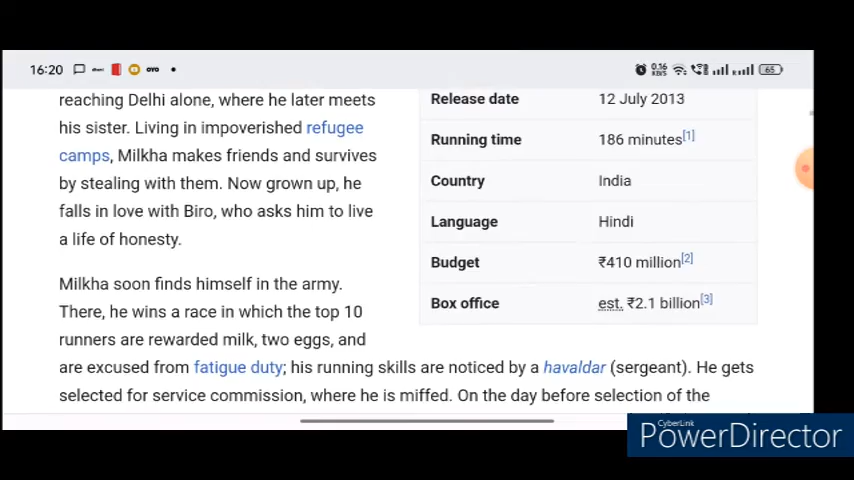 16:20 OYO 0.16 KB/S 65
reaching Delhi alone, where he later meets
his sister. Living in impoverished refugee
camps, Milkha makes friends and survives
by stealing with them. Now grown up, he
falls in love with Biro, who asks him to live
a life of honesty.
Milkha soon finds himself in the army.
There, he wins a race in which the top 10
runners are rewarded milk, two eggs, and
are excused from fatigue duty; his running skills are noticed by a havaldar (sergeant). He gets
selected for service commission, where he is miffed. On the day before selection of the
Release date 12 July 2013
Running time 186 minutes[1]
Country India
Language Hindi
Budget ₹410 million[2]
Box office est. ₹2.1 billion[3]
CyberLink
PowerDirector